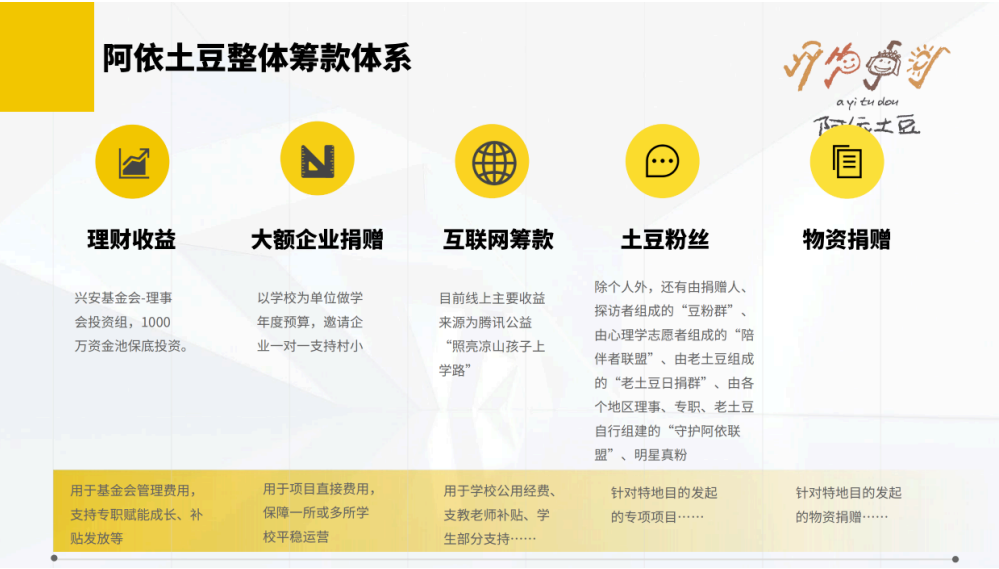 阿依土豆整体筹款体系
a yi tu dou
阿依土豆
理财收益
兴安基金会-理事
会投资组，1000
万资金池保底投资。
用于基金会管理费用，
支持专职赋能成长、补
贴发放等
大额企业捐赠
以学校为单位做学
年度预算，邀请企
业一对一支持村小
用于项目直接费用，
保障一所或多所学
校平稳运营
互联网筹款
目前线上主要收益
来源为腾讯公益
“照亮凉山孩子上
学路”
用于学校公用经费、
支教老师补贴、学
生部分支持……
土豆粉丝
除个人外，还有由捐赠人、
探访者组成的“豆粉群”、
由心理学志愿者组成的“陪
伴者联盟”、由老土豆组成
的“老土豆日捐群”、由各
个地区理事、专职、老土豆
自行组建的“守护阿依联
盟”、明星真粉
针对特地目的发起
的专项项目……
物资捐赠
针对特地目的发起
的物资捐赠……